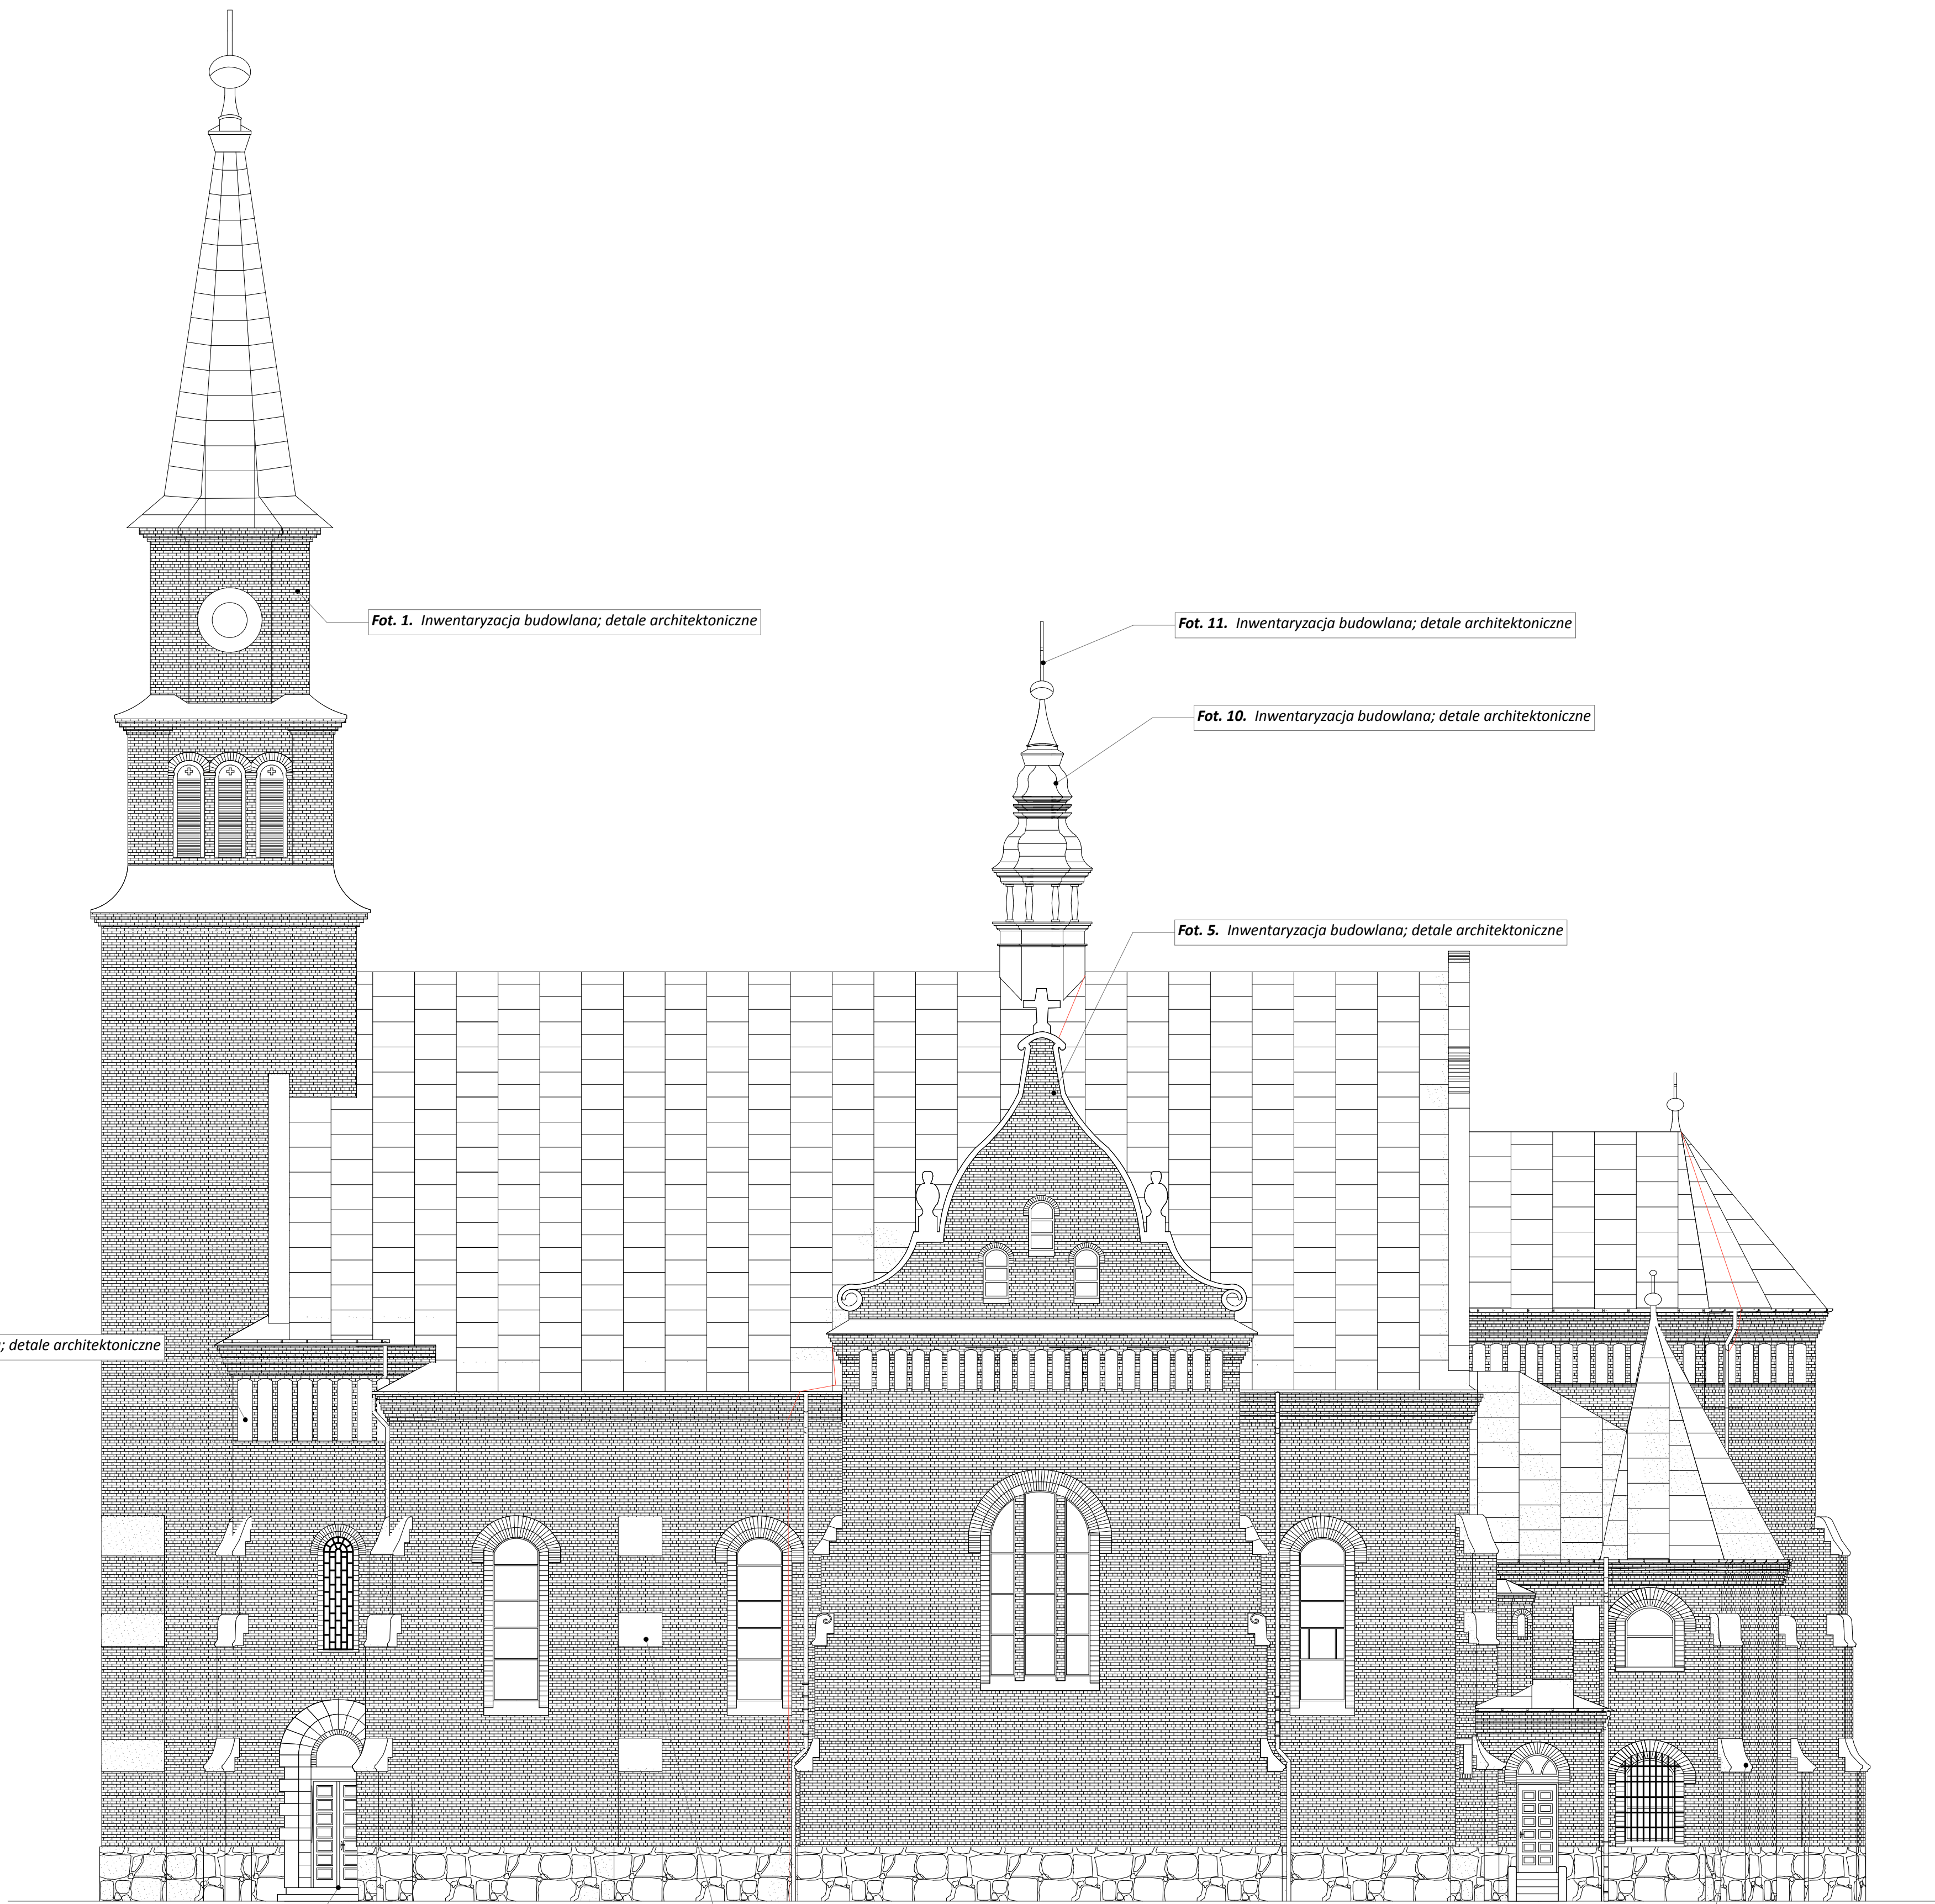 Fot. 1. Inwentaryzacja budowlana; detale architektoniczne
Fot. 11. Inwentaryzacja budowlana; detale architektoniczne
Fot. 10. Inwentaryzacja budowlana; detale architektoniczne
Fot. 5. Inwentaryzacja budowlana; detale architektoniczne
; detale architektoniczne